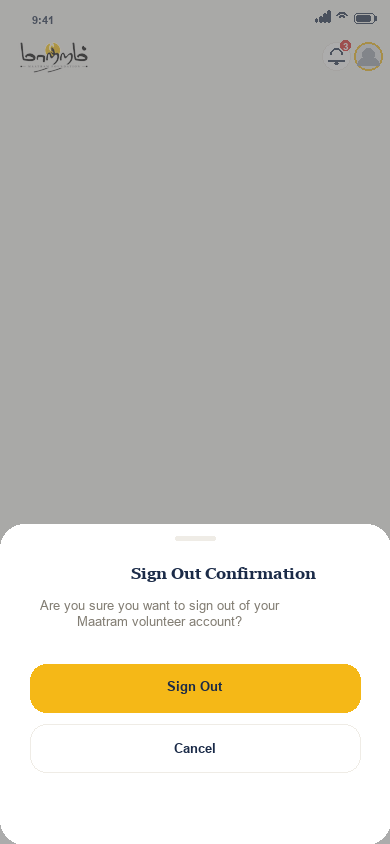 9:41
மாற்றம்
3
Sign Out Confirmation
Are you sure you want to sign out of your
Maatram volunteer account?
Sign Out
Cancel